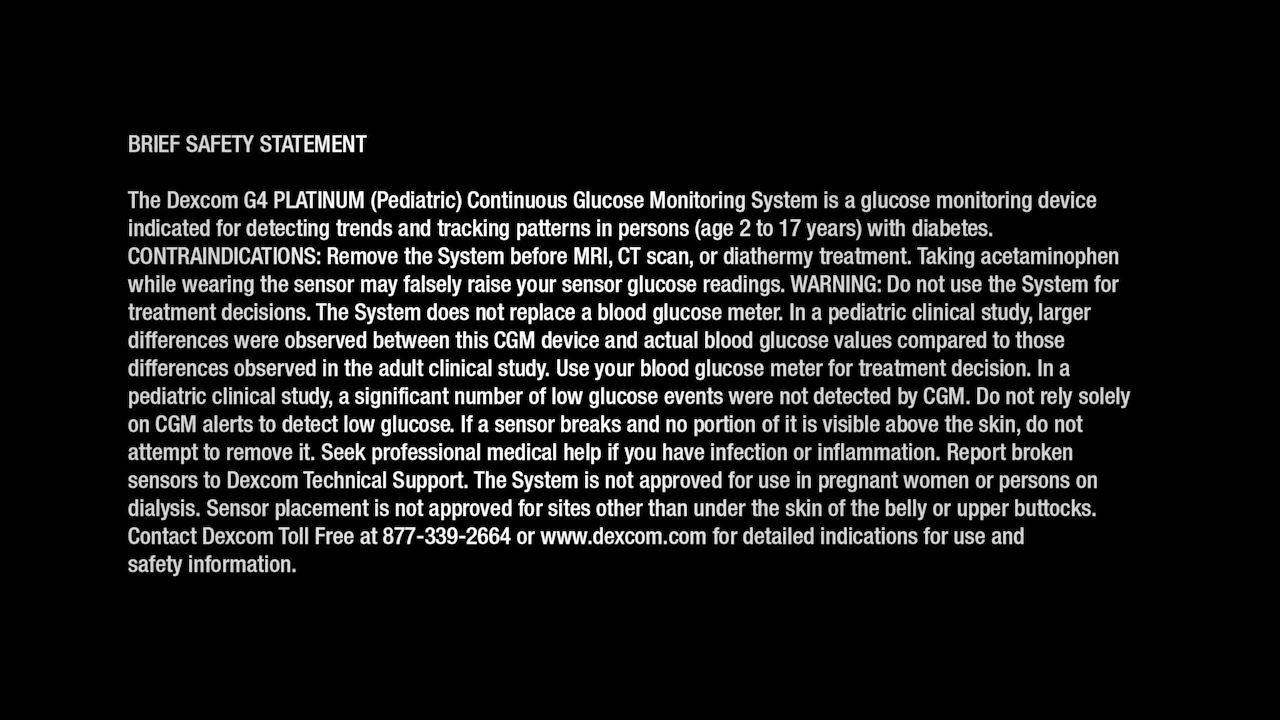 BRIEF SAFETY STATEMENT
The Dexcom G4 PLATINUM (Pediatric) Continuous Glucose Monitoring System is a glucose monitoring device
indicated for detecting trends and tracking patterns in persons (age 2 to 17 years) with diabetes.
CONTRAINDICATIONS: Remove the System before MRI, CT scan, or diathermy treatment. Taking acetaminophen
while wearing the sensor may falsely raise your sensor glucose readings. WARNING: Do not use the System for
treatment decisions. The System does not replace a blood glucose meter. In a pediatric clinical study, larger
differences were observed between this CGM device and actual blood glucose values compared to those
differences observed in the adult clinical study. Use your blood glucose meter for treatment decision. In a
pediatric clinical study, a significant number of low glucose events were not detected by CGM. Do not rely solely
on CGM alerts to detect low glucose. If a sensor breaks and no portion of it is visible above the skin, do not
attempt to remove it. Seek professional medical help if you have infection or inflammation. Report broken
sensors to Dexcom Technical Support. The System is not approved for use in pregnant women or persons on
dialysis. Sensor placement is not approved for sites other than under the skin of the belly or upper buttocks.
Contact Dexcom Toll Free at 877-339-2664 or www.dexcom.com for detailed indications for use and
safety information.